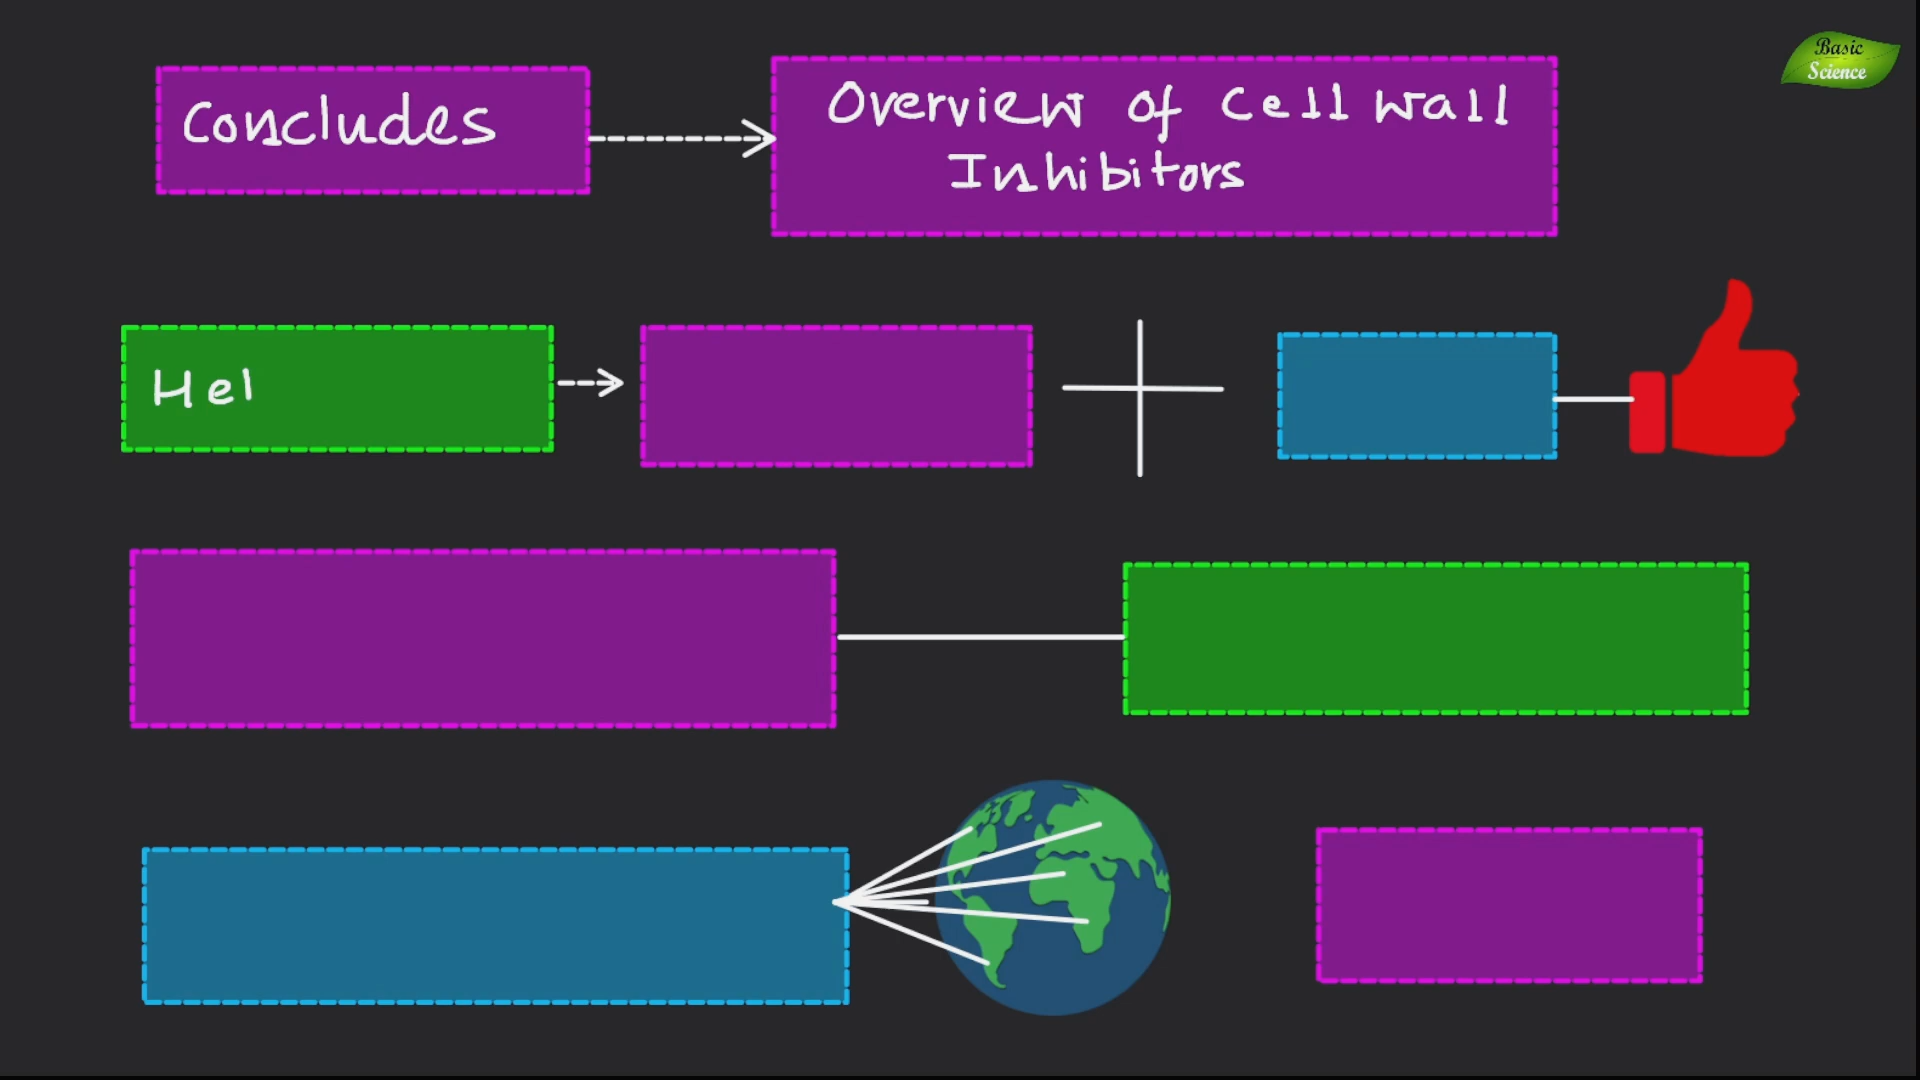 Basic
Science
Concludes
Overview of Cell Wall
Inhibitors
Hel